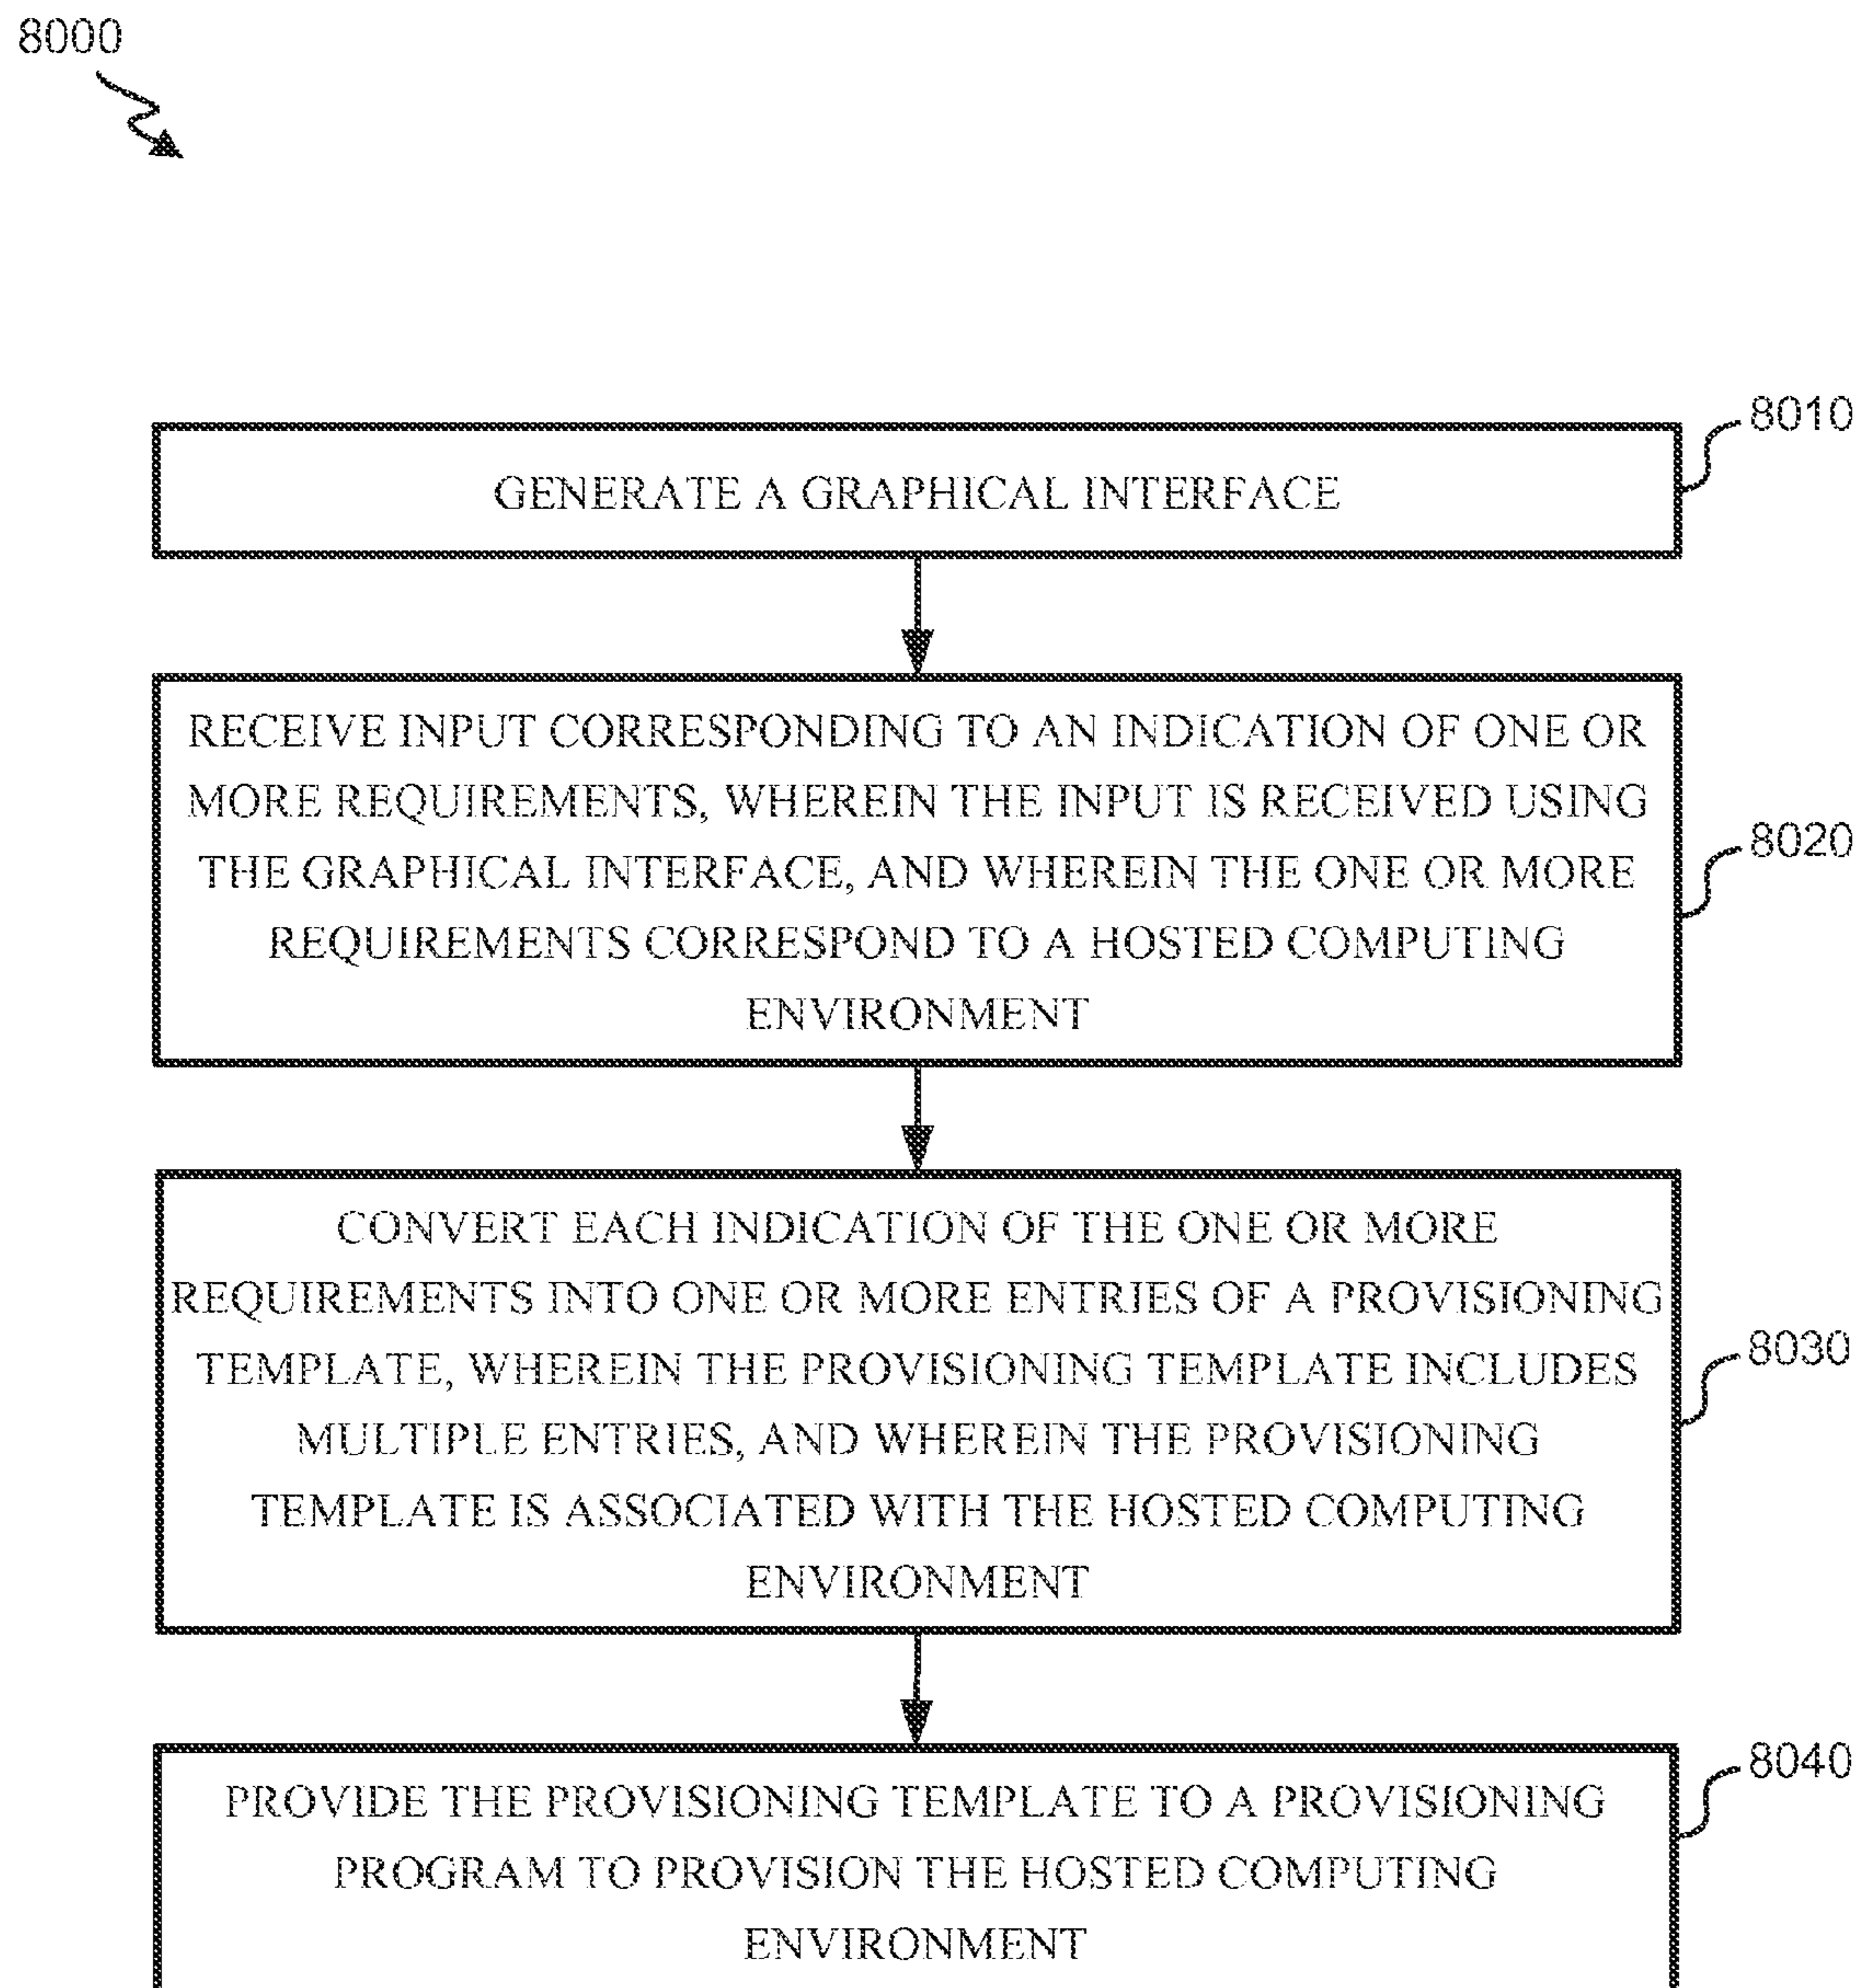 8000
8010
GENERATE A GRAPHICAL INTERFACE
RECEIVE INPUT CORRESPONDING TO AN INDICATION OF ONE OR
MORE REQUIREMENTS, WHEREIN THE INPUT IS RECEIVED USING
8020
THE GRAPHICAL INTERFACE, AND WHEREIN THE ONE OR MORE
REQUIREMENTS CORRESPOND TO A HOSTED COMPUTING
ENVIRONMENT
CONVERT EACH INDICATION OF THE ONE OR MORE
REQUIREMENTS INTO ONE OR MORE ENTRIES OF A PROVISIONING
8030
TEMPLATE, WHEREIN THE PROVISIONING TEMPLATE INCLUDES
MULTIPLE ENTRIES, AND WHEREIN THE PROVISIONING
TEMPLATE IS ASSOCIATED WITH THE HOSTED COMPUTING
ENVIRONMENT
8040
PROVIDE THE PROVISIONING TEMPLATE TO A PROVISIONING
PROGRAM TO PROVISION THE HOSTED COMPUTING
ENVIRONMENT